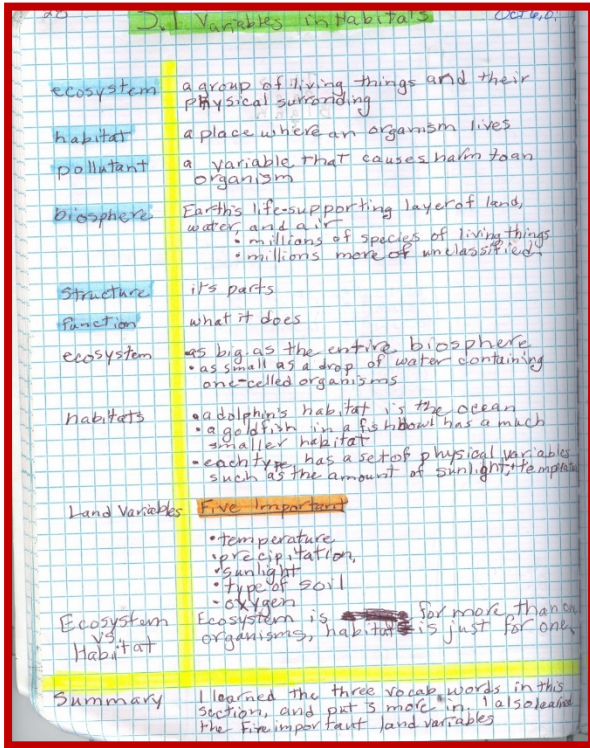 20 5.1 Variables in Habitats Oct 6,
ecosystem a group of living things and their
physical surronding
habitat a place where an organism lives
pollutant a variable that causes harm to an
organism
biosphere Earth's life-supporting layer of land,
water, and air
• millions of species of living things
• millions more of unclassified.
Structure it's parts
function what it does
ecosystem •as big as the entire biosphere
•as small as a drop of water containing
one-celled organisms
habitats •a dolphin's habitat is the ocean
•a goldfish in a fishbowl has a much
smaller habitat
•each type has a set of physical variables
such as the amount of sunlight,
Land Variables Five Important
•temperature
•precipitation,
•sunlight
•type of soil
•oxygen
Ecosystem Ecosystem is for more than on
vs organisms, habitat is just for one.
Habitat
Summary I learned the three vocab words in this
section, and put 3 more in. I also learned
the five important land variables